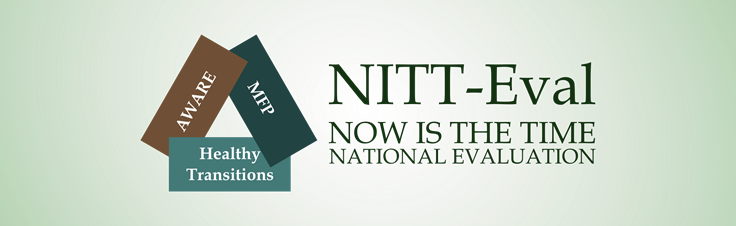 AWARE
MFP
Healthy
Transitions
NITT-Eval
NOW IS THE TIME
NATIONAL EVALUATION